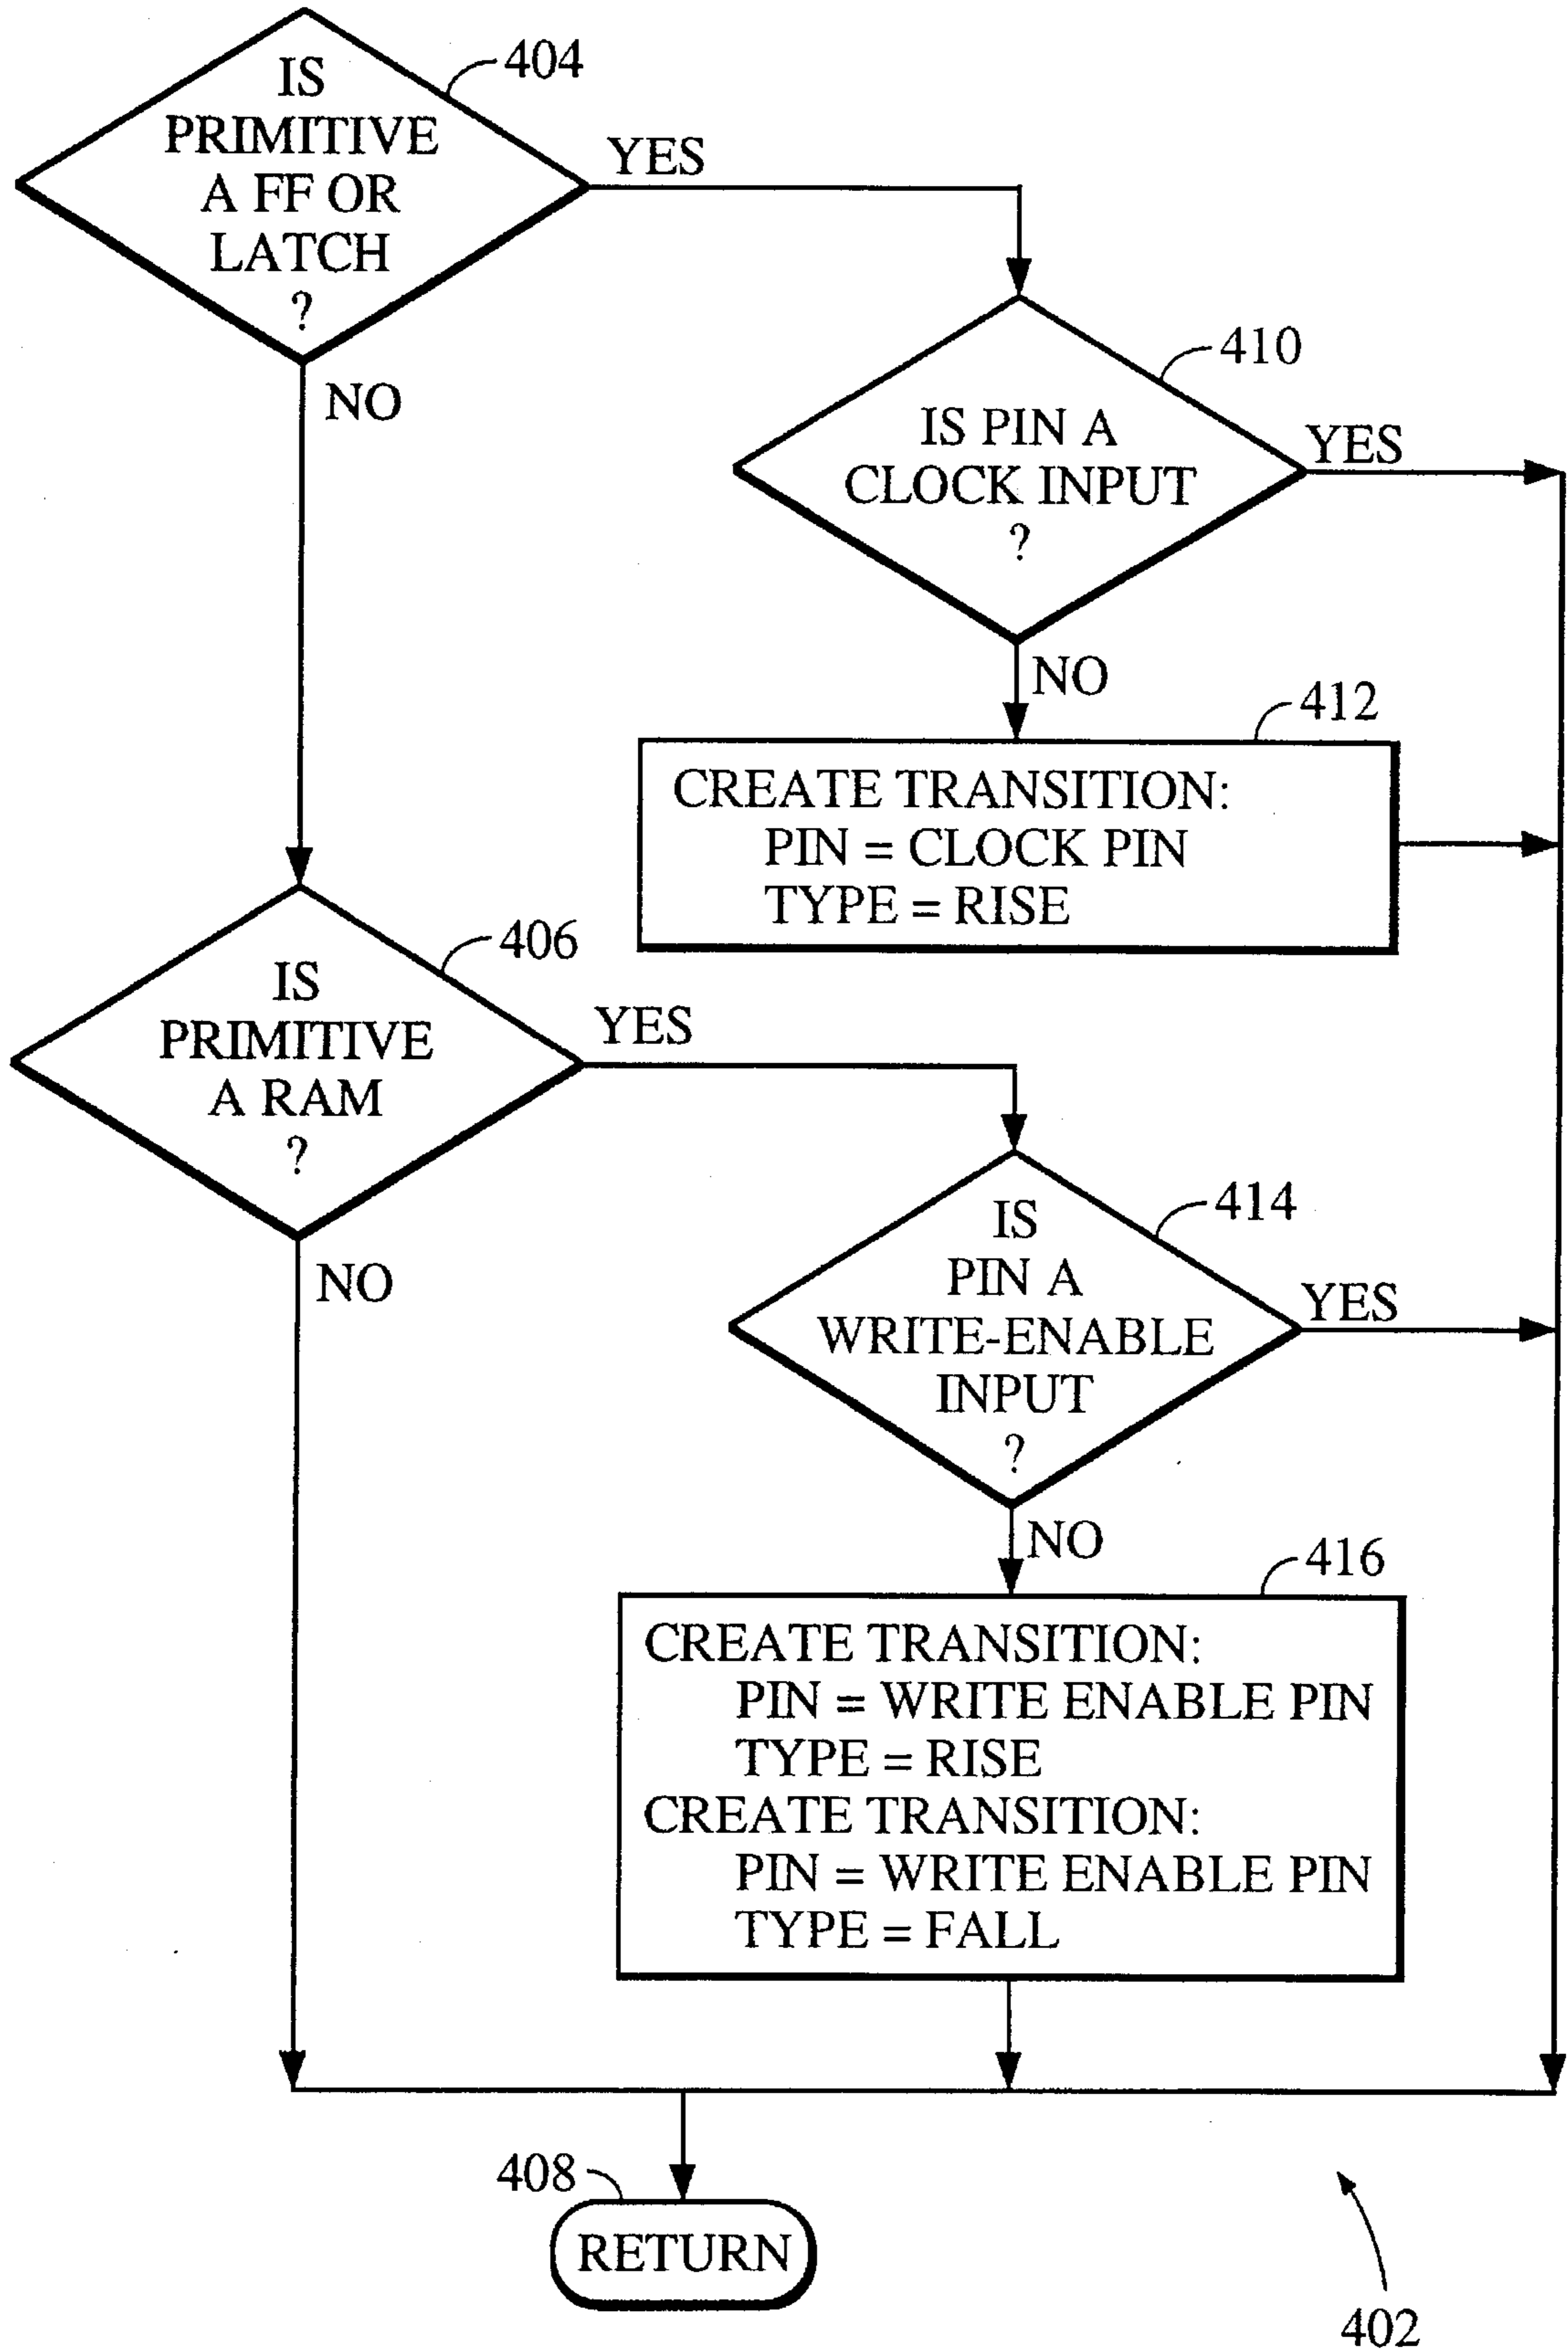 404
IS
PRIMITIVE
A FF OR
LATCH
?
YES
NO
410
IS PIN A
CLOCK INPUT
?
YES
NO
412
CREATE TRANSITION:
PIN = CLOCK PIN
TYPE = RISE
406
IS
PRIMITIVE
A RAM
?
YES
NO
414
IS
PIN A
WRITE-ENABLE
INPUT
?
YES
NO
416
CREATE TRANSITION:
PIN = WRITE ENABLE PIN
TYPE = RISE
CREATE TRANSITION:
PIN = WRITE ENABLE PIN
TYPE = FALL
408
RETURN
402